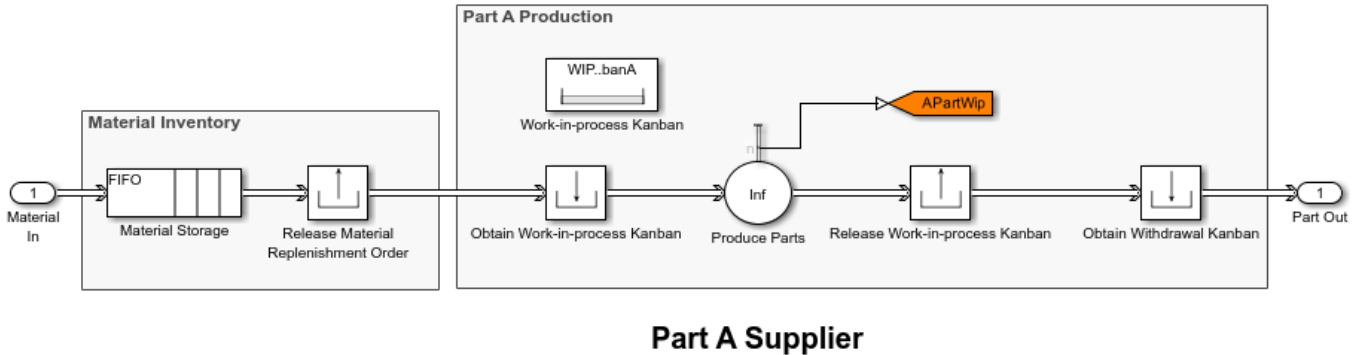 Part A Production
WIP..banA
Work-in-process Kanban
APartWip
Material Inventory
n
FIFO
1
Material
In
Material Storage
Release Material
Replenishment Order
Obtain Work-in-process Kanban
Inf
Produce Parts
Release Work-in-process Kanban
Obtain Withdrawal Kanban
1
Part Out
Part A Supplier